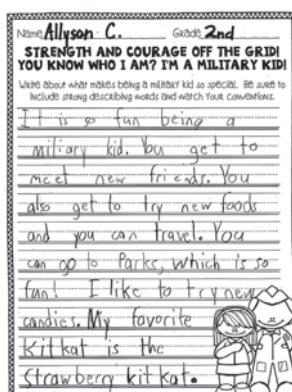 Name Allyson C. Grade 2nd
STRENGTH AND COURAGE OFF THE GRID!
YOU KNOW WHO I AM? I'M A MILITARY KID!
Write about what makes being a military kid so special. Be sure to
include strong describing words and watch your conventions.
It is so fun being a
miliary kid. You get to
meet new friends. You
also get to try new foods
and you can travel. You
can go to Parks, which is so
fun! I like to try new
candies. My favorite
Kitkat is the
Strawbery kit kat.